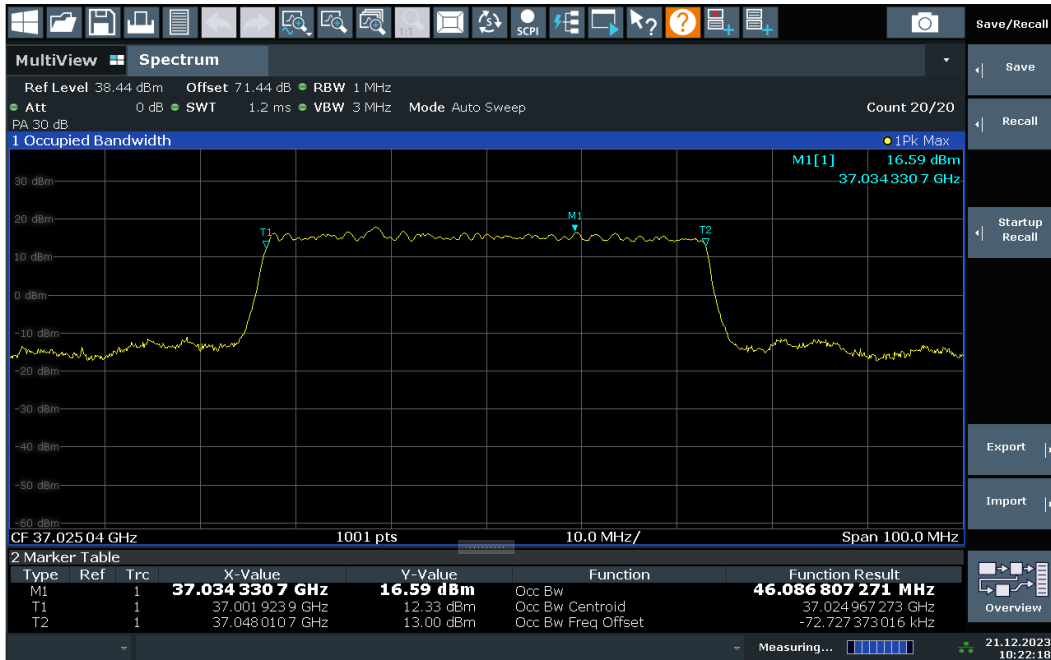 SCPI
Save/Recall
MultiView Spectrum
Save
Ref Level 38.44 dBm Offset 71.44 dB RBW 1 MHz
Att 0 dB SWT 1.2 ms VBW 3 MHz Mode Auto Sweep Count 20/20
PA 30 dB
Recall
1 Occupied Bandwidth 1Pk Max
M1[1] 16.59 dBm
37.034 330 7 GHz
30 dBm
20 dBm
M1
T1
T2
Startup
Recall
10 dBm
0 dBm
-10 dBm
-20 dBm
-30 dBm
-40 dBm
Export
-50 dBm
Import
-60 dBm
CF 37.025 04 GHz 1001 pts 10.0 MHz/ Span 100.0 MHz
2 Marker Table
Type Ref Trc X-Value Y-Value Function Function Result
M1 1 37.034 330 7 GHz 16.59 dBm Occ Bw 46.086 807 271 MHz
T1 1 37.001 923 9 GHz 12.33 dBm Occ Bw Centroid 37.024 967 273 GHz
T2 1 37.048 010 7 GHz 13.00 dBm Occ Bw Freq Offset -72.727 373 016 kHz
Overview
Measuring... 21.12.2023
10:22:18